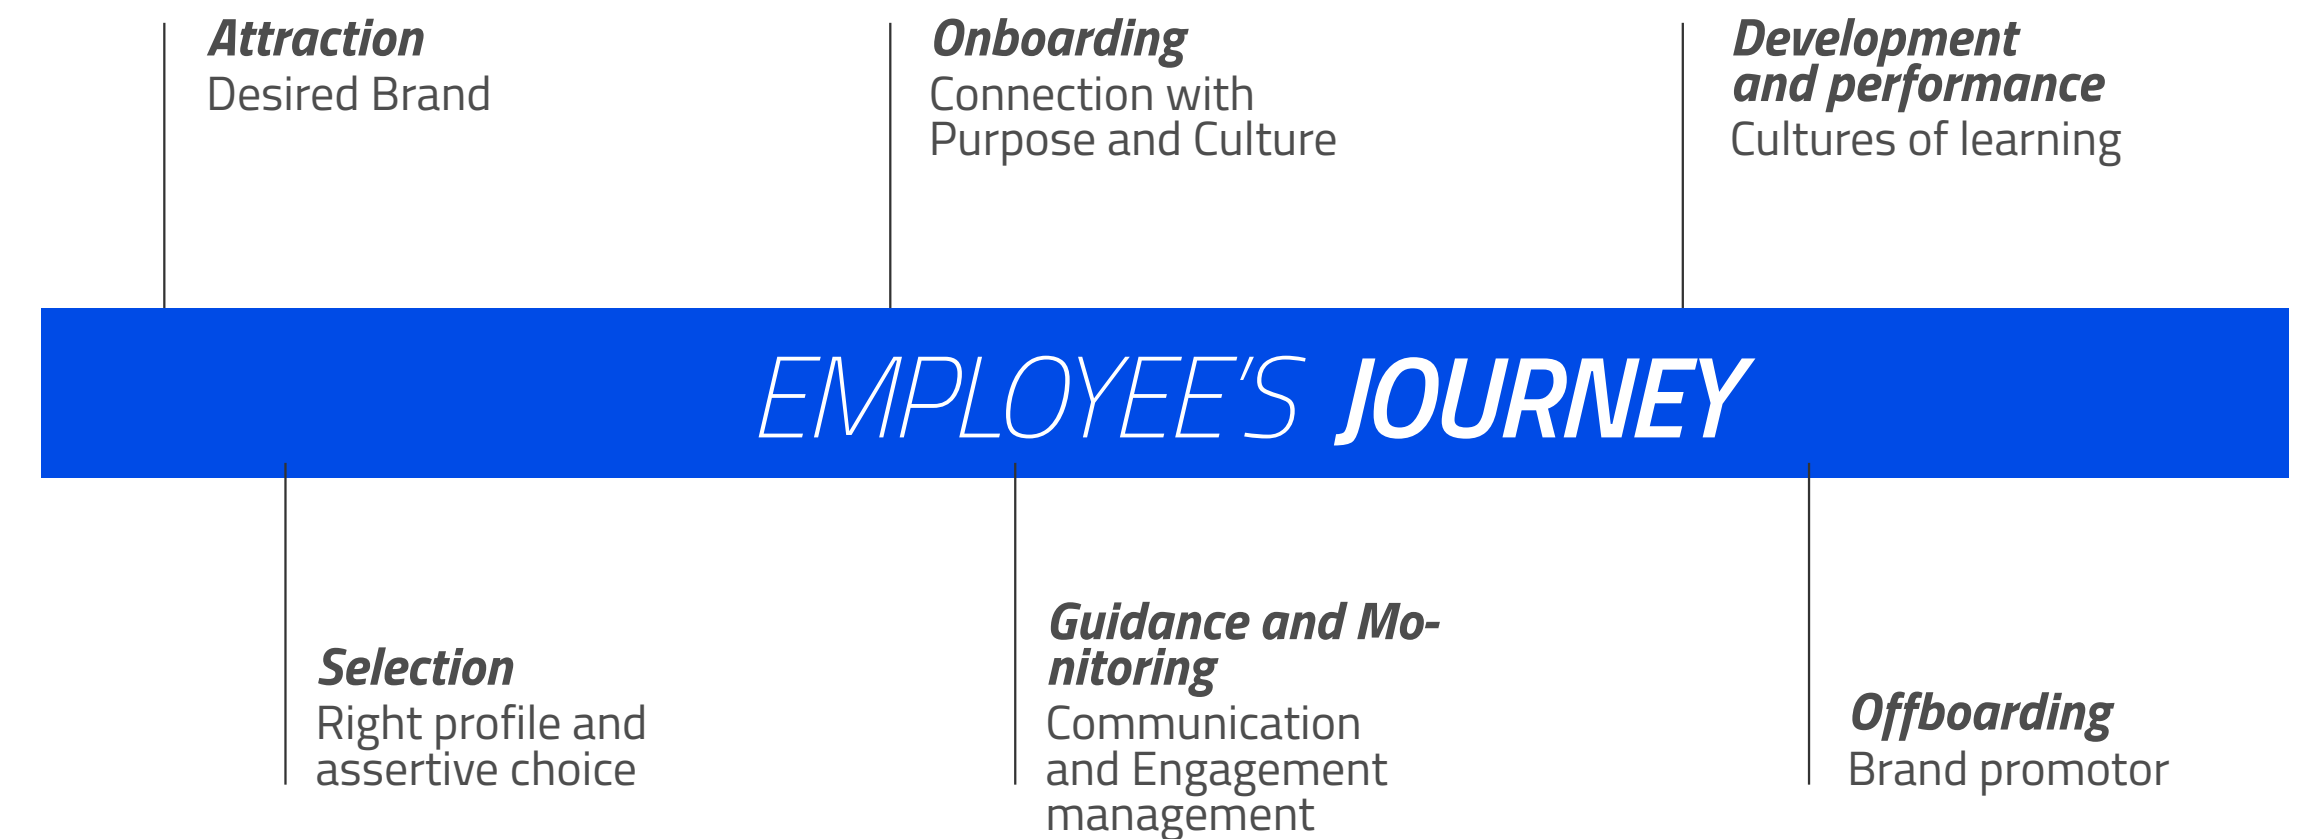 Attraction
Desired Brand
Onboarding
Connection with
Purpose and Culture
Development
and performance
Cultures of learning
EMPLOYEE’S JOURNEY
Selection
Right profile and
assertive choice
Guidance and Mo-
nitoring
Communication
and Engagement
management
Offboarding
Brand promotor